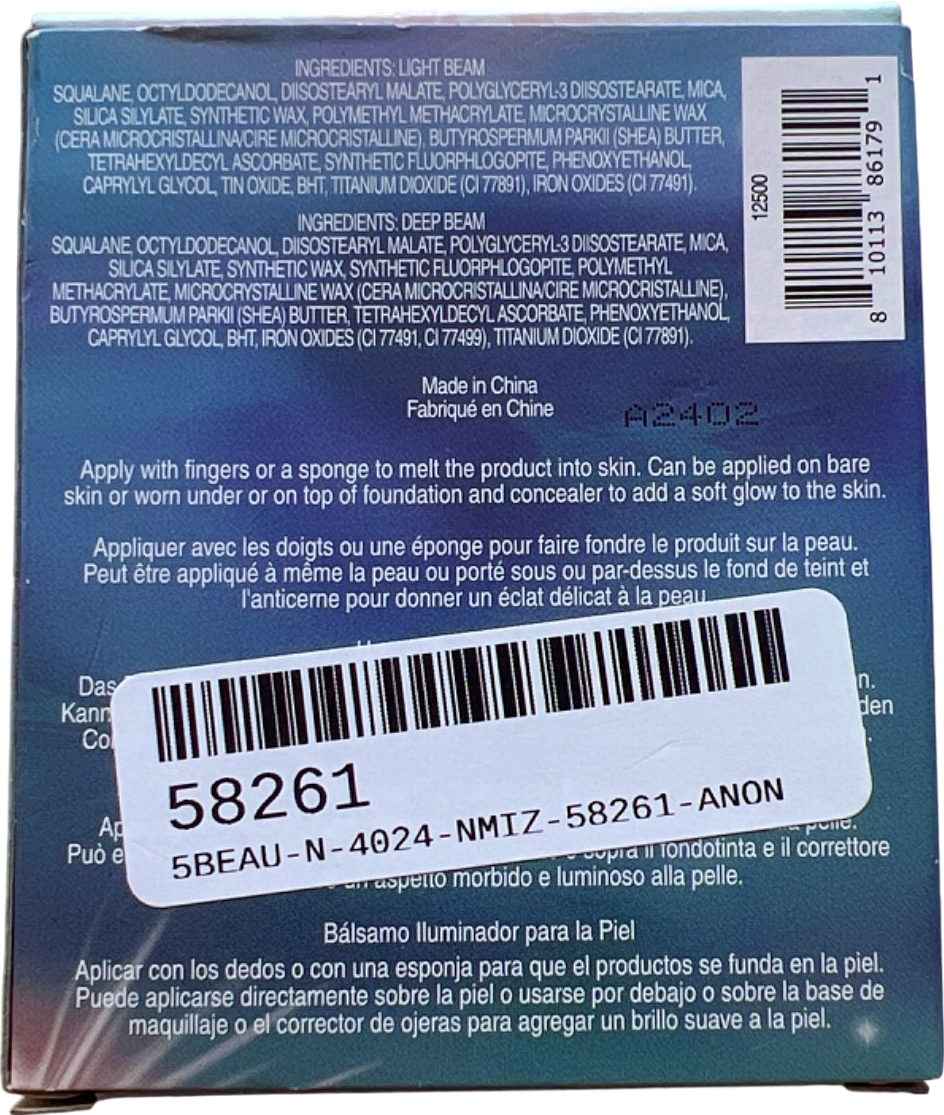 INGREDIENTS: LIGHT BEAM
SQUALANE, OCTYLDODECANOL, DIISOSTEARYL MALATE, POLYGLYCERYL-3 DIISOSTEARATE, MICA,
SILICA SILYLATE, SYNTHETIC WAX, POLYMETHYL METHACRYLATE, MICROCRYSTALLINE WAX
(CERA MICROCRISTALLINA/CIRE MICROCRISTALLINE), BUTYROSPERMUM PARKII (SHEA) BUTTER,
TETRAHEXYLDECYL ASCORBATE, SYNTHETIC FLUORPHLOGOPITE, PHENOXYETHANOL,
CAPRYLYL GLYCOL, TIN OXIDE, BHT, TITANIUM DIOXIDE (CI 77891), IRON OXIDES (CI 77491).
INGREDIENTS: DEEP BEAM
SQUALANE, OCTYLDODECANOL, DIISOSTEARYL MALATE, POLYGLYCERYL-3 DIISOSTEARATE, MICA,
SILICA SILYLATE, SYNTHETIC WAX, SYNTHETIC FLUORPHLOGOPITE, POLYMETHYL
METHACRYLATE, MICROCRYSTALLINE WAX (CERA MICROCRISTALLINA/CIRE MICROCRISTALLINE),
BUTYROSPERMUM PARKII (SHEA) BUTTER, TETRAHEXYLDECYL ASCORBATE, PHENOXYETHANOL,
CAPRYLYL GLYCOL, BHT, IRON OXIDES (CI 77491, CI 77499), TITANIUM DIOXIDE (CI 77891).
12500
8 10113 86179 1
Made in China
Fabriqué en Chine
A2402
Apply with fingers or a sponge to melt the product into skin. Can be applied on bare
skin or worn under or on top of foundation and concealer to add a soft glow to the skin.
Appliquer avec les doigts ou une éponge pour faire fondre le produit sur la peau.
Peut être appliqué à même la peau ou porté sous ou par-dessus le fond de teint et
l'anticerne pour donner un éclat délicat à la peau
Das
58261
5BEAU-N-4024-NMIZ-58261-ANON
Può
sopra il fondotinta e il correttore
un aspetto morbido e luminoso alla pelle.
Bálsamo Iluminador para la Piel
Aplicar con los dedos o con una esponja para que el productos se funda en la piel.
Puede aplicarse directamente sobre la piel o usarse por debajo o sobre la base de
maquillaje o el corrector de ojeras para agregar un brillo suave a la piel.